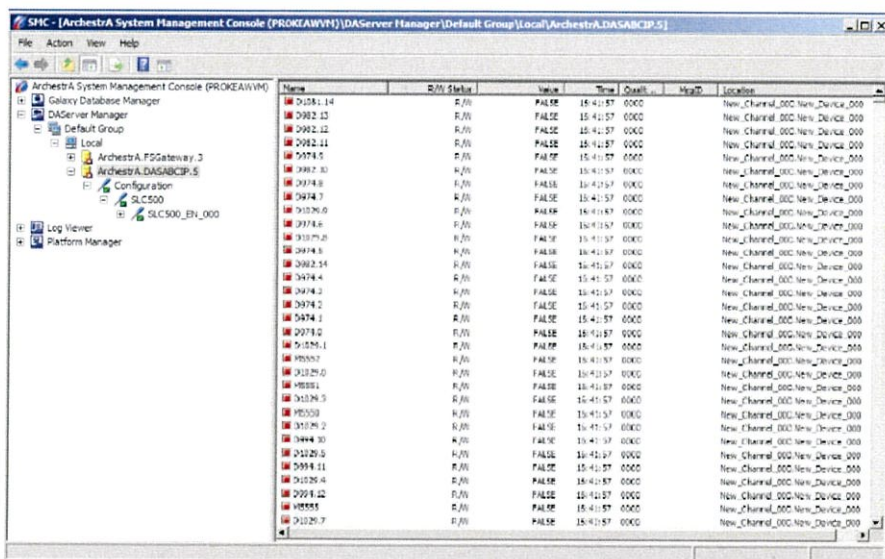 SMC - [ArchestrA System Management Console (PROKEAWVM)\DAServer Manager\Default Group\Local\ArchestrA.DASABCIP.5]
File Action View Help
ArchestrA System Management Console (PROKEAWVM)
Galaxy Database Manager
DAServer Manager
Default Group
Local
ArchestrA.FSGateway.3
ArchestrA.DASABCIP.5
Configuration
SLC500
SLC500_EN_000
Log Viewer
Platform Manager
Name R/W Status Value Time Qualit... MsgID Location
R/W FALSE 15:41:57 0000 New_Channel_000.New_Device_000
D982.13 R/W FALSE 15:41:57 0000 New_Channel_000.New_Device_000
D982.12 R/W FALSE 15:41:57 0000 New_Channel_000.New_Device_000
D982.11 R/W FALSE 15:41:57 0000 New_Channel_000.New_Device_000
D974.9 R/W FALSE 15:41:57 0000 New_Channel_000.New_Device_000
D982.10 R/W FALSE 15:41:57 0000 New_Channel_000.New_Device_000
D974.8 R/W FALSE 15:41:57 0000 New_Channel_000.New_Device_000
D974.7 R/W FALSE 15:41:57 0000 New_Channel_000.New_Device_000
D1029.9 R/W FALSE 15:41:57 0000 New_Channel_000.New_Device_000
D974.6 R/W FALSE 15:41:57 0000 New_Channel_000.New_Device_000
D1029.8 R/W FALSE 15:41:57 0000 New_Channel_000.New_Device_000
D974.5 R/W FALSE 15:41:57 0000 New_Channel_000.New_Device_000
D982.14 R/W FALSE 15:41:57 0000 New_Channel_000.New_Device_000
D974.4 R/W FALSE 15:41:57 0000 New_Channel_000.New_Device_000
D974.3 R/W FALSE 15:41:57 0000 New_Channel_000.New_Device_000
D974.2 R/W FALSE 15:41:57 0000 New_Channel_000.New_Device_000
D974.1 R/W FALSE 15:41:57 0000 New_Channel_000.New_Device_000
D974.0 R/W FALSE 15:41:57 0000 New_Channel_000.New_Device_000
D1029.1 R/W FALSE 15:41:57 0000 New_Channel_000.New_Device_000
M5552 R/W FALSE 15:41:57 0000 New_Channel_000.New_Device_000
D1029.0 R/W FALSE 15:41:57 0000 New_Channel_000.New_Device_000
M5551 R/W FALSE 15:41:57 0000 New_Channel_000.New_Device_000
D1029.3 R/W FALSE 15:41:57 0000 New_Channel_000.New_Device_000
M5550 R/W FALSE 15:41:57 0000 New_Channel_000.New_Device_000
D1029.2 R/W FALSE 15:41:57 0000 New_Channel_000.New_Device_000
D994.10 R/W FALSE 15:41:57 0000 New_Channel_000.New_Device_000
D1029.5 R/W FALSE 15:41:57 0000 New_Channel_000.New_Device_000
D994.11 R/W FALSE 15:41:57 0000 New_Channel_000.New_Device_000
D1029.4 R/W FALSE 15:41:57 0000 New_Channel_000.New_Device_000
D994.12 R/W FALSE 15:41:57 0000 New_Channel_000.New_Device_000
M5555 R/W FALSE 15:41:57 0000 New_Channel_000.New_Device_000
D1029.7 R/W FALSE 15:41:57 0000 New_Channel_000.New_Device_000